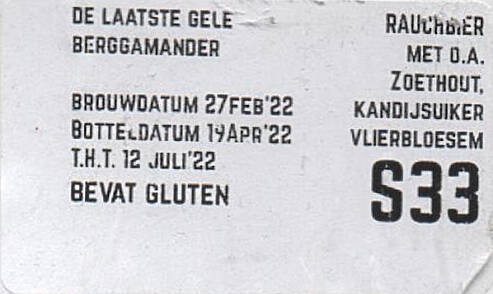 DE LAATSTE GELE
BERGGAMANDER
BROUWDATUM 27FEB'22
BOTTELDATUM 19APR'22
T.H.T. 12 JULI'22
BEVAT GLUTEN
RAUCHBIER
MET O.A.
ZOETHOUT,
KANDIJSUIKER
VLIERBLOESEM
S33